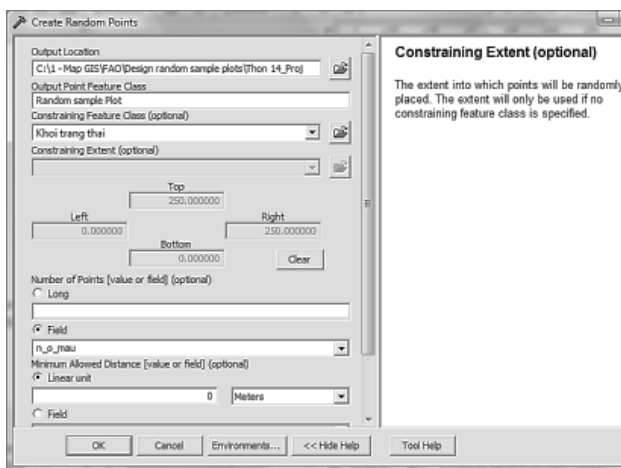 Create Random Points
Output Location
C:\1 - Map GIS\FAO\Design random sample plots\Thon 14_Proj
Output Point Feature Class
Random sample Plot
Constraining Feature Class (optional)
Khoi trang thai
Constraining Extent (optional)
Top
250.000000
Left Right
0.000000 250.000000
Bottom
0.000000 Clear
Number of Points [value or field] (optional)
Long
Field
n_o_mau
Minimum Allowed Distance [value or field] (optional)
Linear unit
0 Meters
Field
OK Cancel Environments... << Hide Help Tool Help
Constraining Extent (optional)
The extent into which points will be randomly
placed. The extent will only be used if no
constraining feature class is specified.